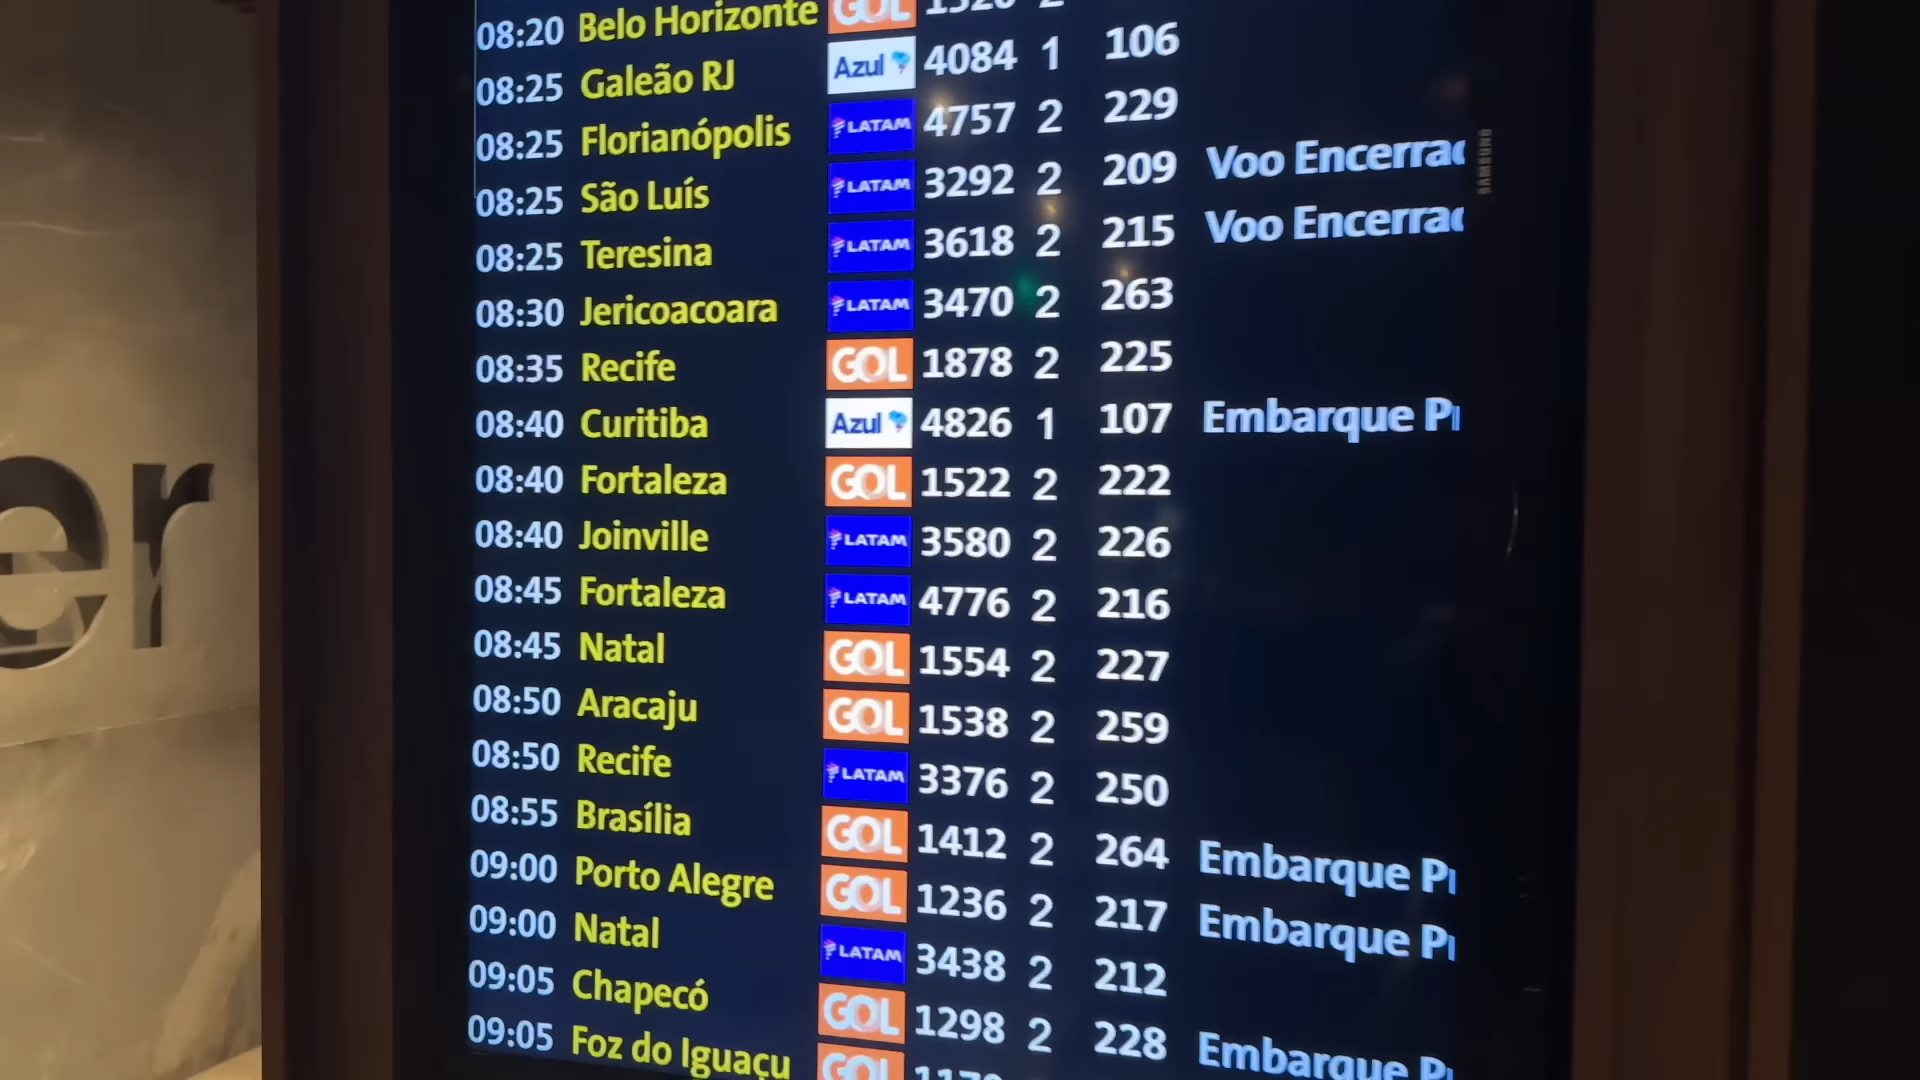 08:20 Belo Horizonte GOL 2
08:25 Galeão RJ Azul 4084 1 106
08:25 Florianópolis LATAM 4757 2 229
08:25 São Luís LATAM 3292 2 209 Voo Encerrad
08:25 Teresina LATAM 3618 2 215 Voo Encerrad
08:30 Jericoacoara LATAM 3470 2 263
08:35 Recife GOL 1878 2 225
08:40 Curitiba Azul 4826 1 107 Embarque Pr
08:40 Fortaleza GOL 1522 2 222
08:40 Joinville LATAM 3580 2 226
08:45 Fortaleza LATAM 4776 2 216
08:45 Natal GOL 1554 2 227
08:50 Aracaju GOL 1538 2 259
08:50 Recife LATAM 3376 2 250
08:55 Brasília GOL 1412 2 264 Embarque Pr
09:00 Porto Alegre GOL 1236 2 217 Embarque Pr
09:00 Natal LATAM 3438 2 212
09:05 Chapecó GOL 1298 2 228 Embarque Pr
09:05 Foz do Iguaçu GOL
SAMSUNG
er